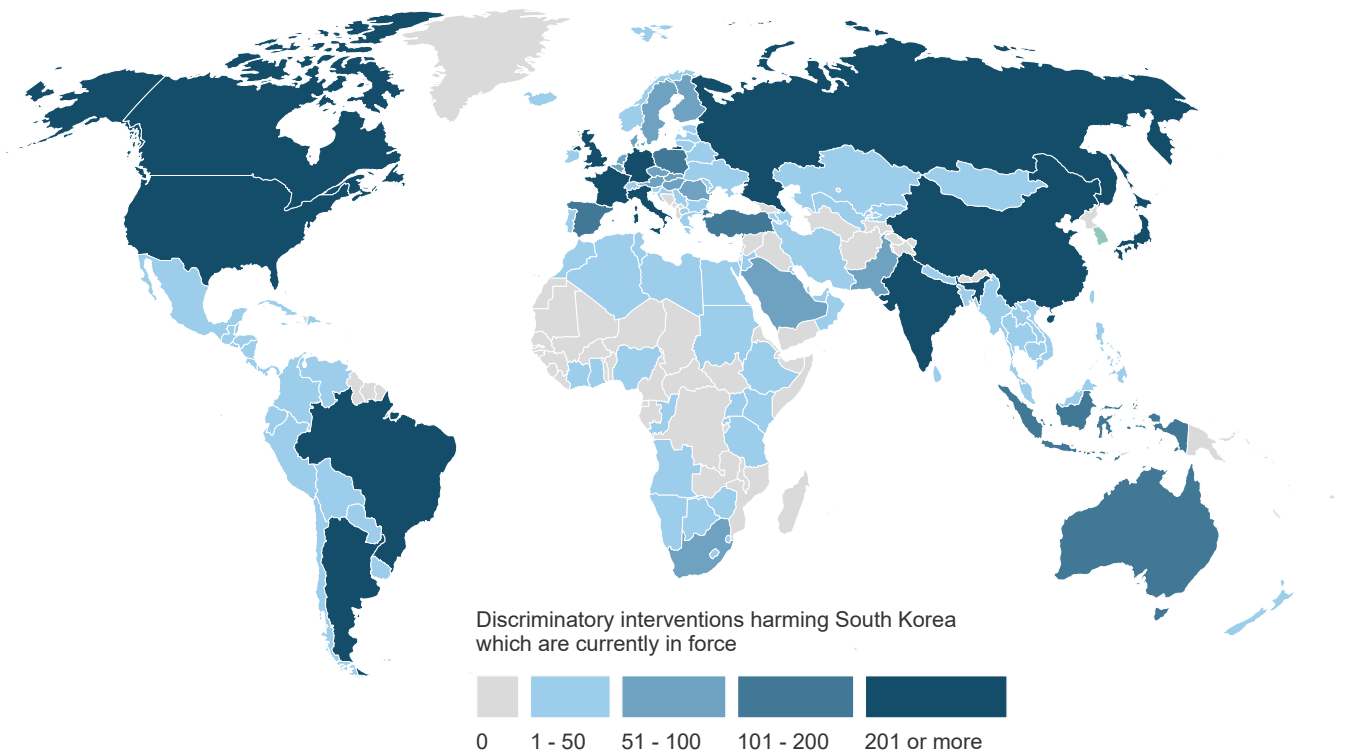 Discriminatory interventions harming South Korea
which are currently in force
0 1 - 50 51 - 100 101 - 200 201 or more